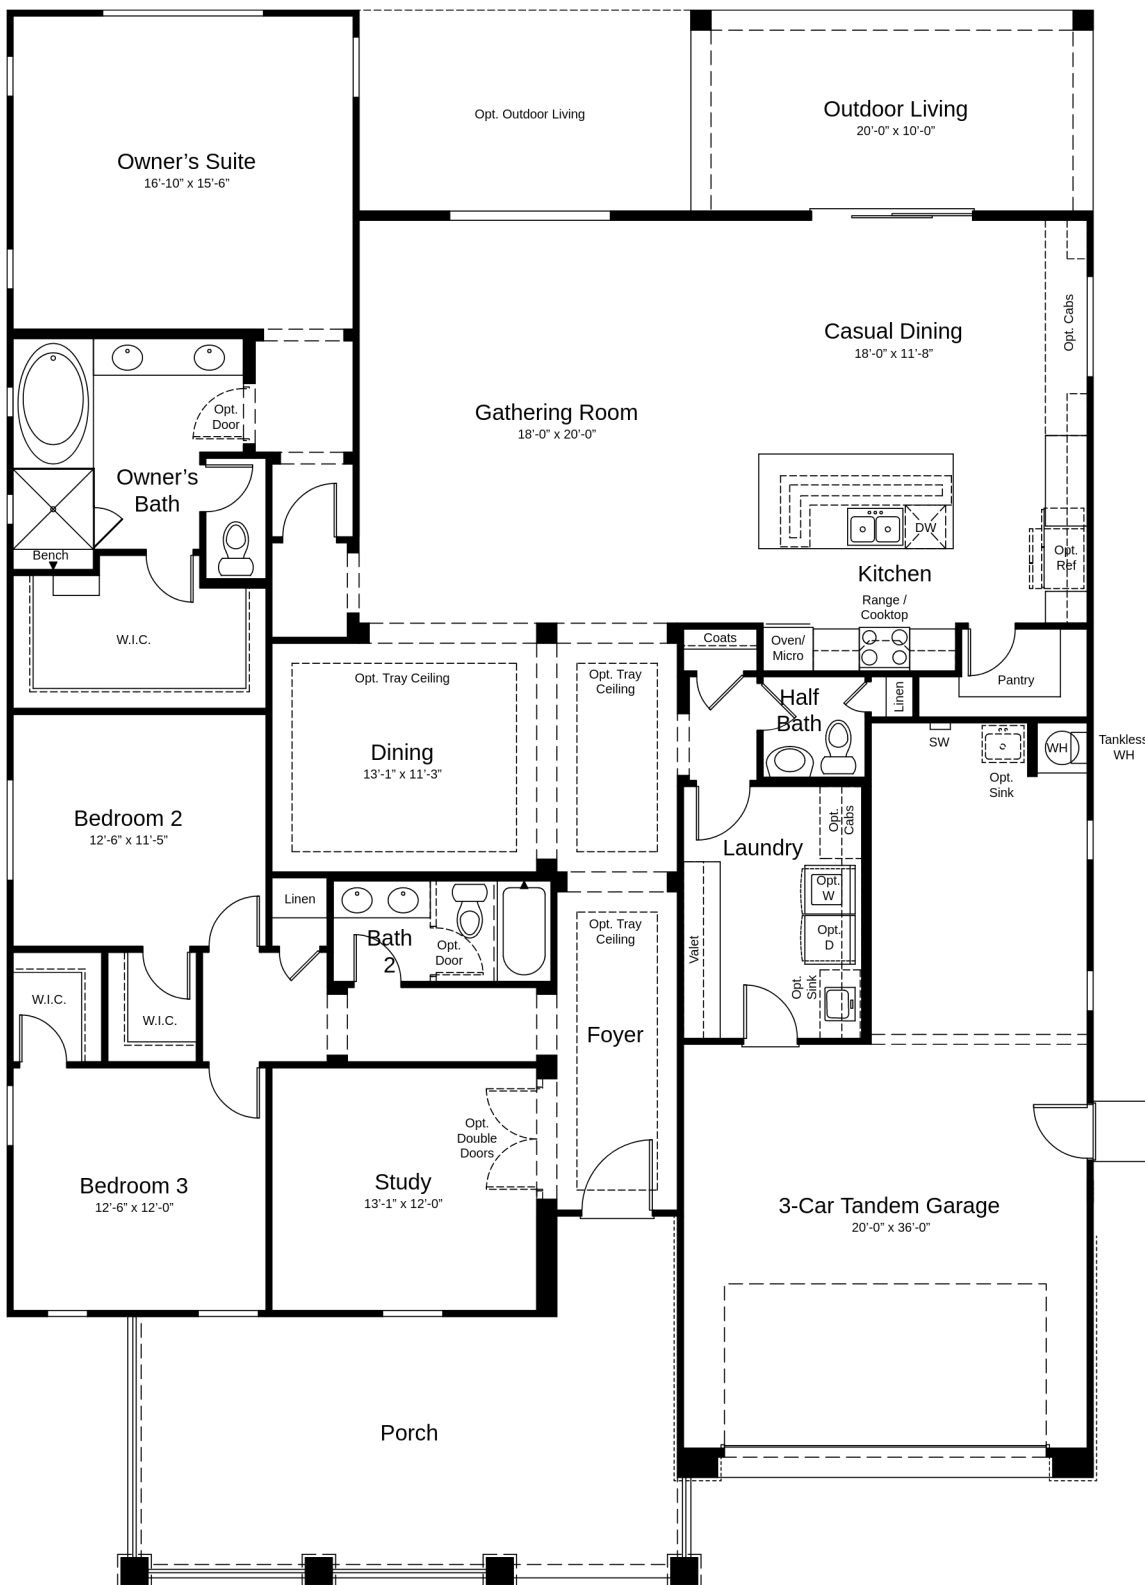 Opt. Outdoor Living
Outdoor Living
20’-0” x 10’-0”
Owner’s Suite
16’-10” x 15’-6”
Opt. Cabs
Casual Dining
18’-0” x 11’-8”
Gathering Room
18’-0” x 20’-0”
Opt.
Door
Owner’s
Bath
Bench
DW
Opt.
Ref
Kitchen
Range /
Cooktop
W.I.C.
Coats
Oven/
Micro
Opt. Tray Ceiling
Opt. Tray
Ceiling
Pantry
Half
Bath
Linen
Dining
13’-1” x 11’-3”
SW
WH
Tankless
WH
Opt.
Sink
Bedroom 2
12’-6” x 11’-5”
Opt.
Cabs
Laundry
Opt.
W
Linen
Bath
2
Opt.
Door
Opt. Tray
Ceiling
Valet
Opt.
D
Opt.
Sink
W.I.C.
W.I.C.
Foyer
Opt.
Double
Doors
Bedroom 3
12’-6” x 12’-0”
Study
13’-1” x 12’-0”
3-Car Tandem Garage
20’-0” x 36’-0”
Porch